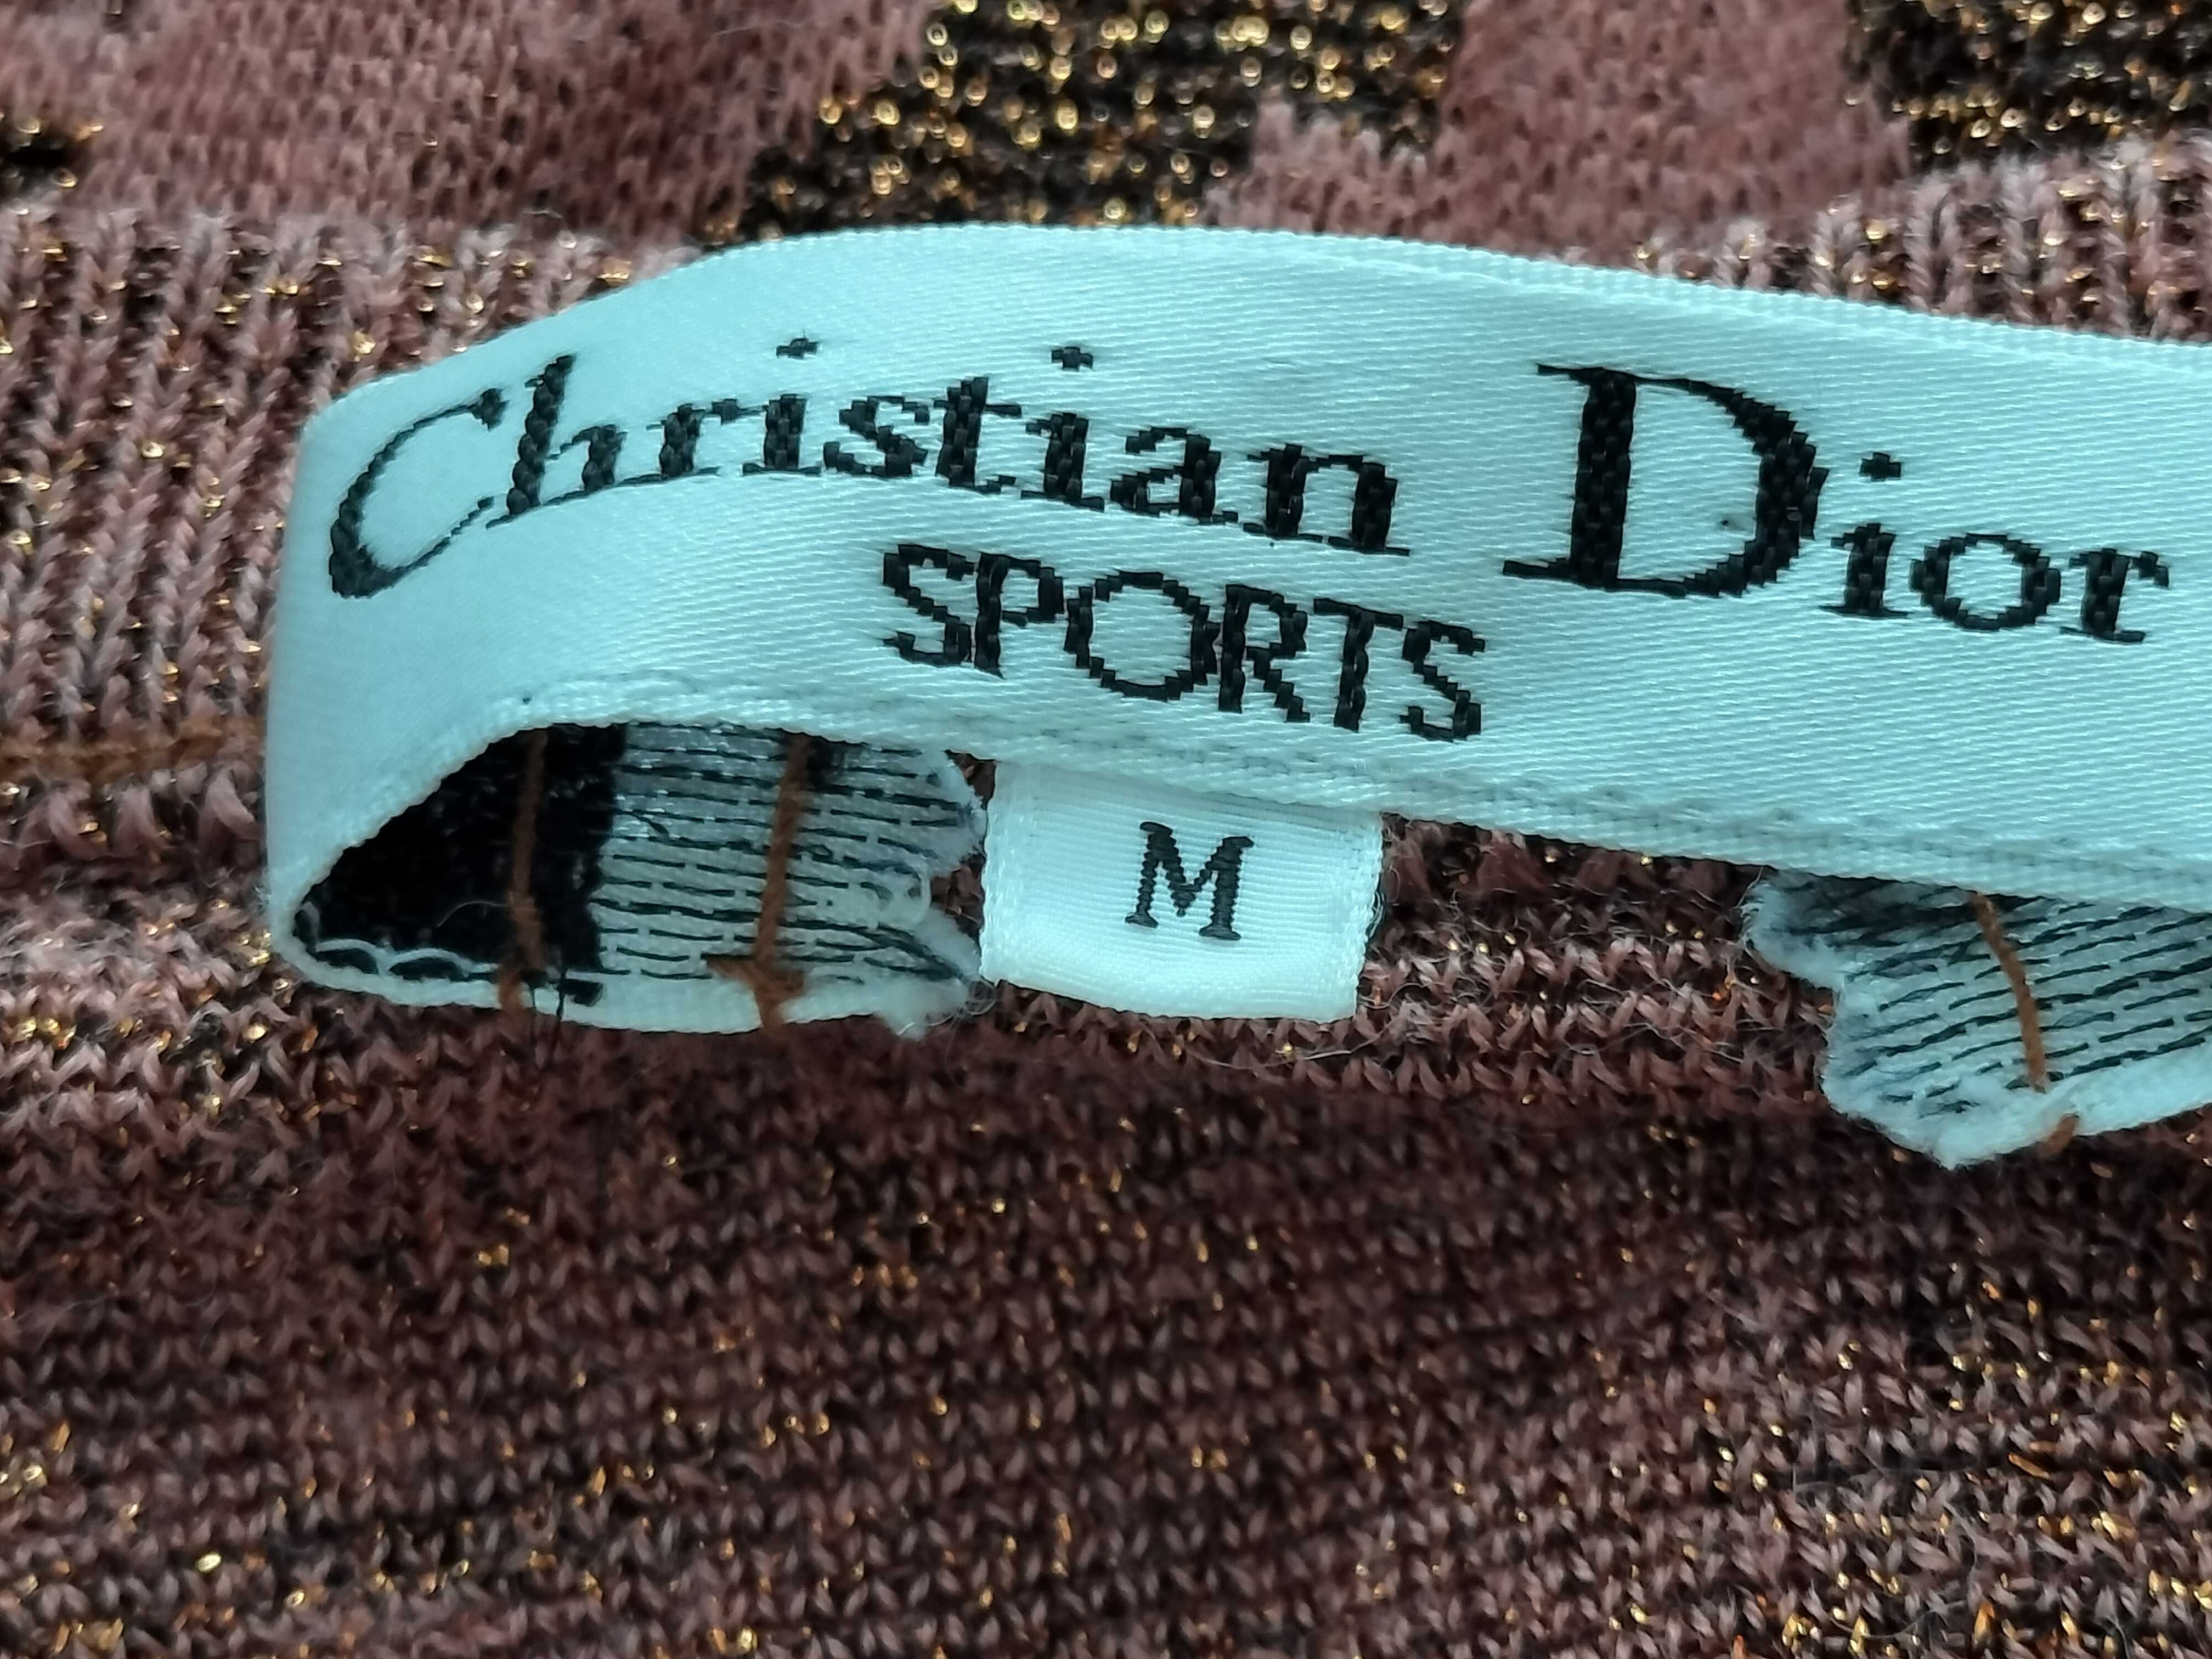 Christian Dior
SPORTS
M